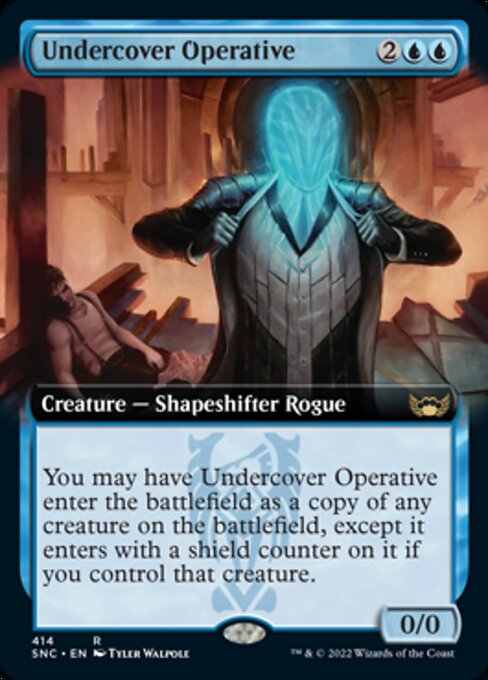 Undercover Operative 2
Creature — Shapeshifter Rogue
You may have Undercover Operative
enter the battlefield as a copy of any
creature on the battlefield, except it
enters with a shield counter on it if
you control that creature.
0/0
414 R
SNC • EN Tyler Walpole
™ & © 2022 Wizards of the Coast